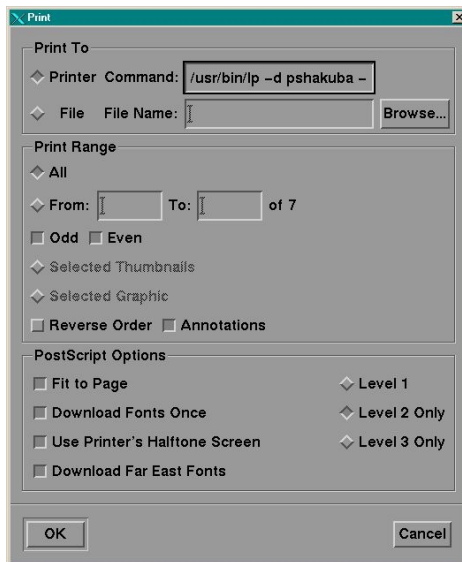 Print
Print To
Printer Command: /usr/bin/lp -d pshakuba -
File File Name: Browse...
Print Range
All
From: To: of 7
Odd Even
Selected Thumbnails
Selected Graphic
Reverse Order Annotations
PostScript Options
Fit to Page Level 1
Download Fonts Once Level 2 Only
Use Printer's Halftone Screen Level 3 Only
Download Far East Fonts
OK Cancel